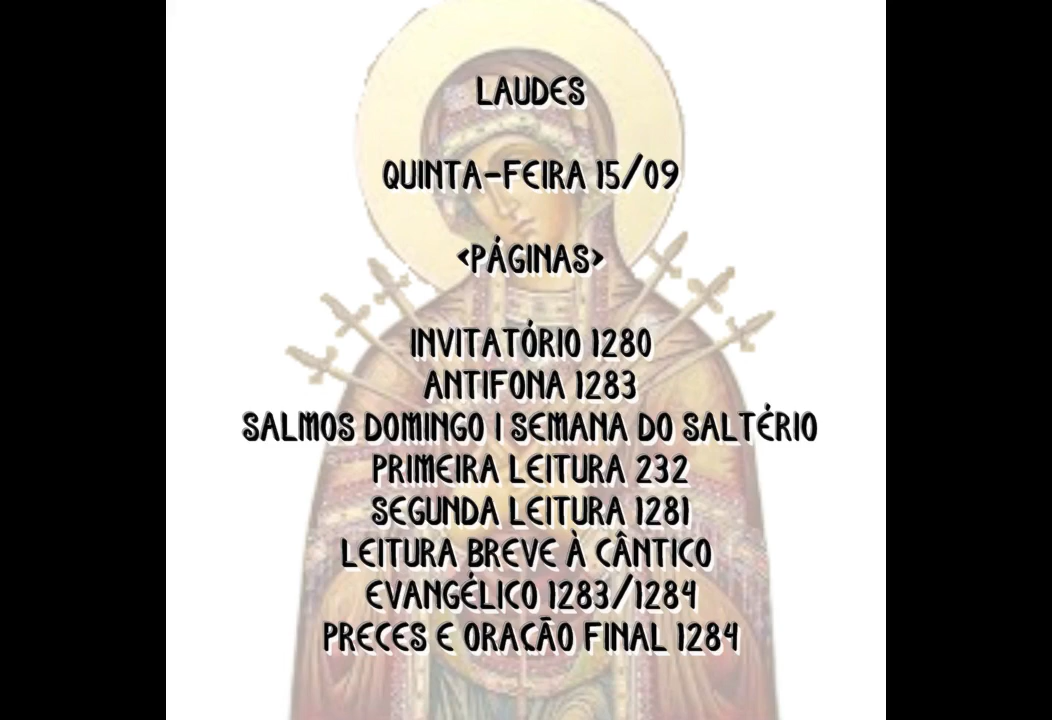 LAUDES
QUINTA-FEIRA 15/09
<PÁGINAS>
INVITATÓRIO 1280
ANTIFONA 1283
SALMOS DOMINGO I SEMANA DO SALTÉRIO
PRIMEIRA LEITURA 232
SEGUNDA LEITURA 1281
LEITURA BREVE À CÂNTICO
EVANGÉLICO 1283/1284
PRECES E ORAÇÃO FINAL 1284